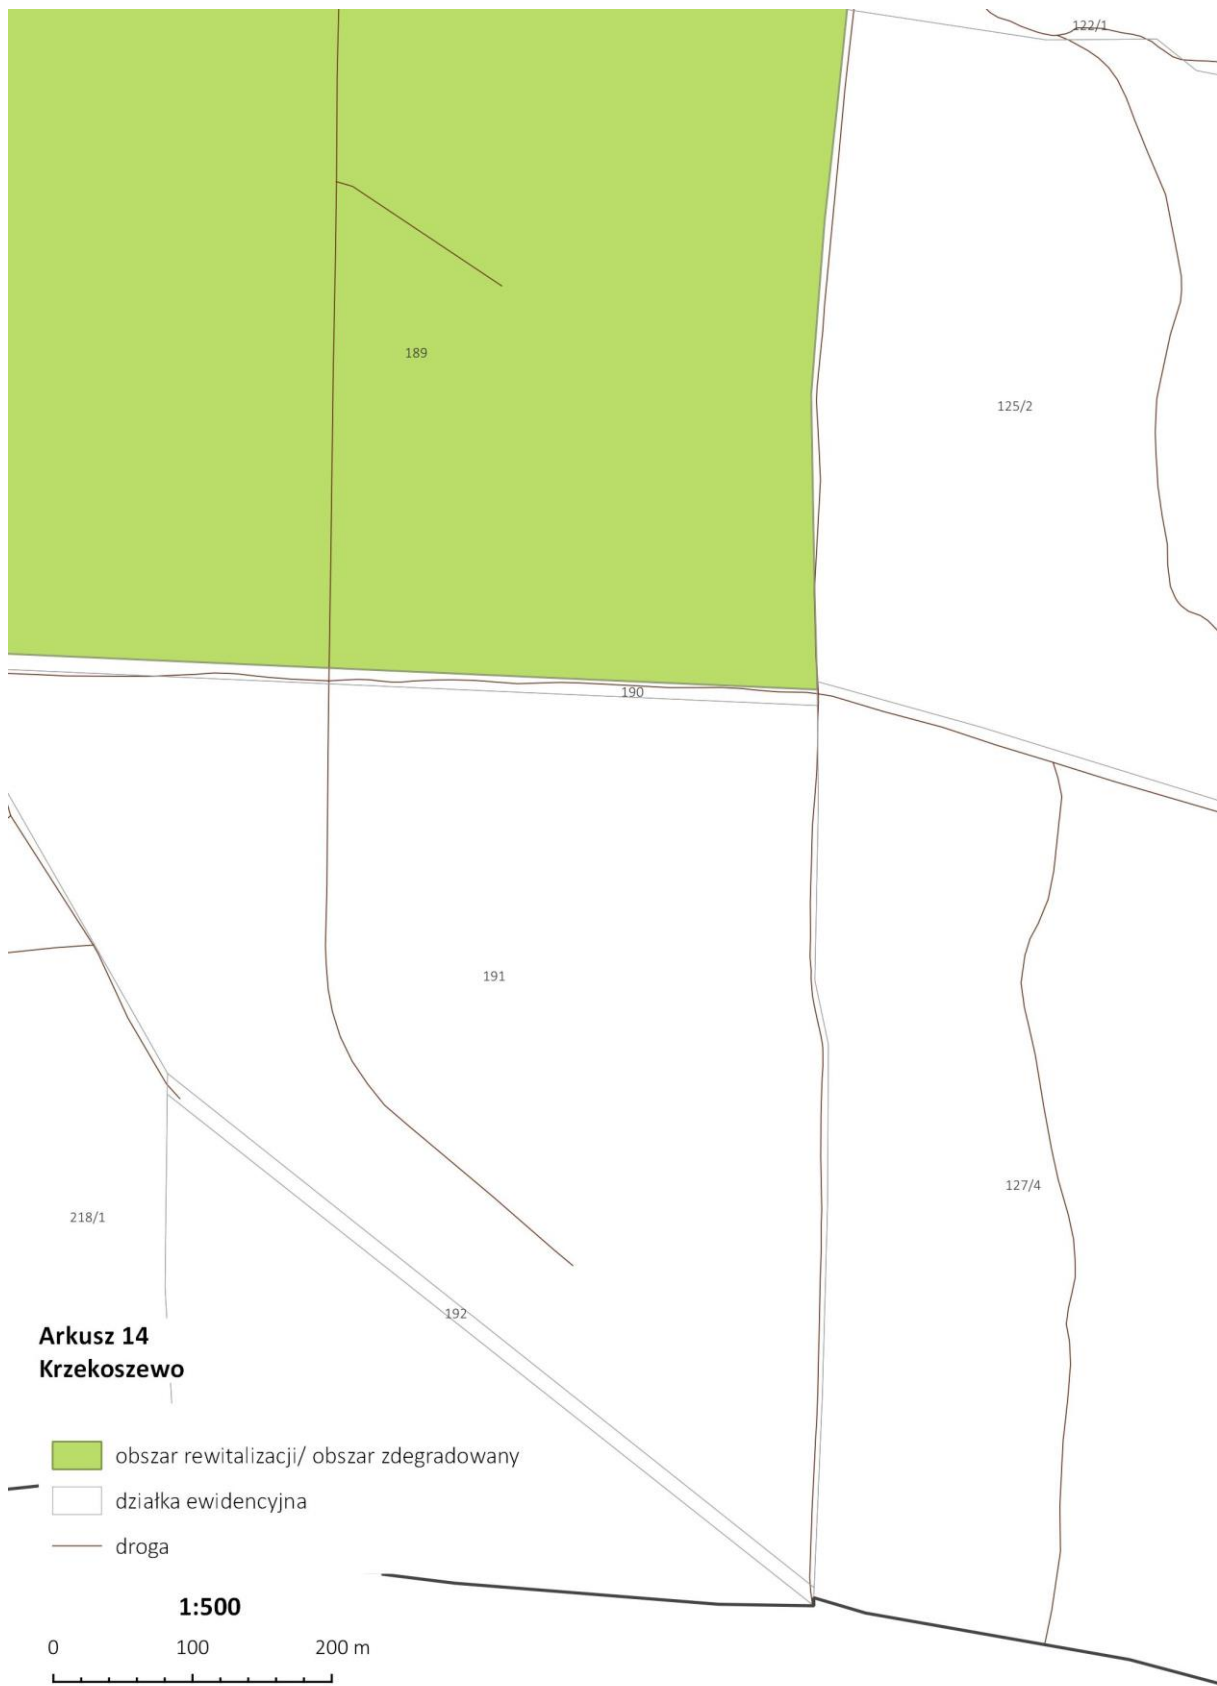 122/1
189
125/2
190
191
127/4
218/1
192
Arkusz 14
Krzekoszewo
obszar rewitalizacji/ obszar zdegradowany
działka ewidencyjna
droga
1:500
0 100 200 m